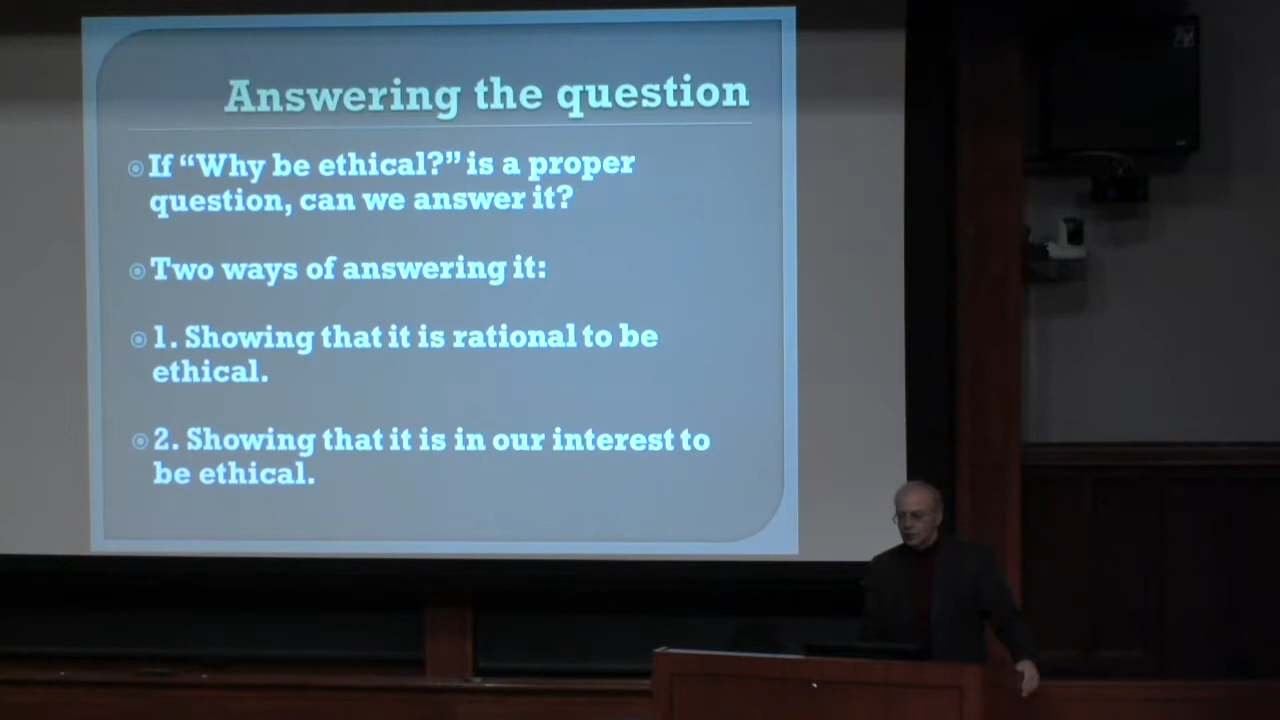 Answering the question
If “Why be ethical?” is a proper
question, can we answer it?
Two ways of answering it:
1. Showing that it is rational to be
ethical.
2. Showing that it is in our interest to
be ethical.